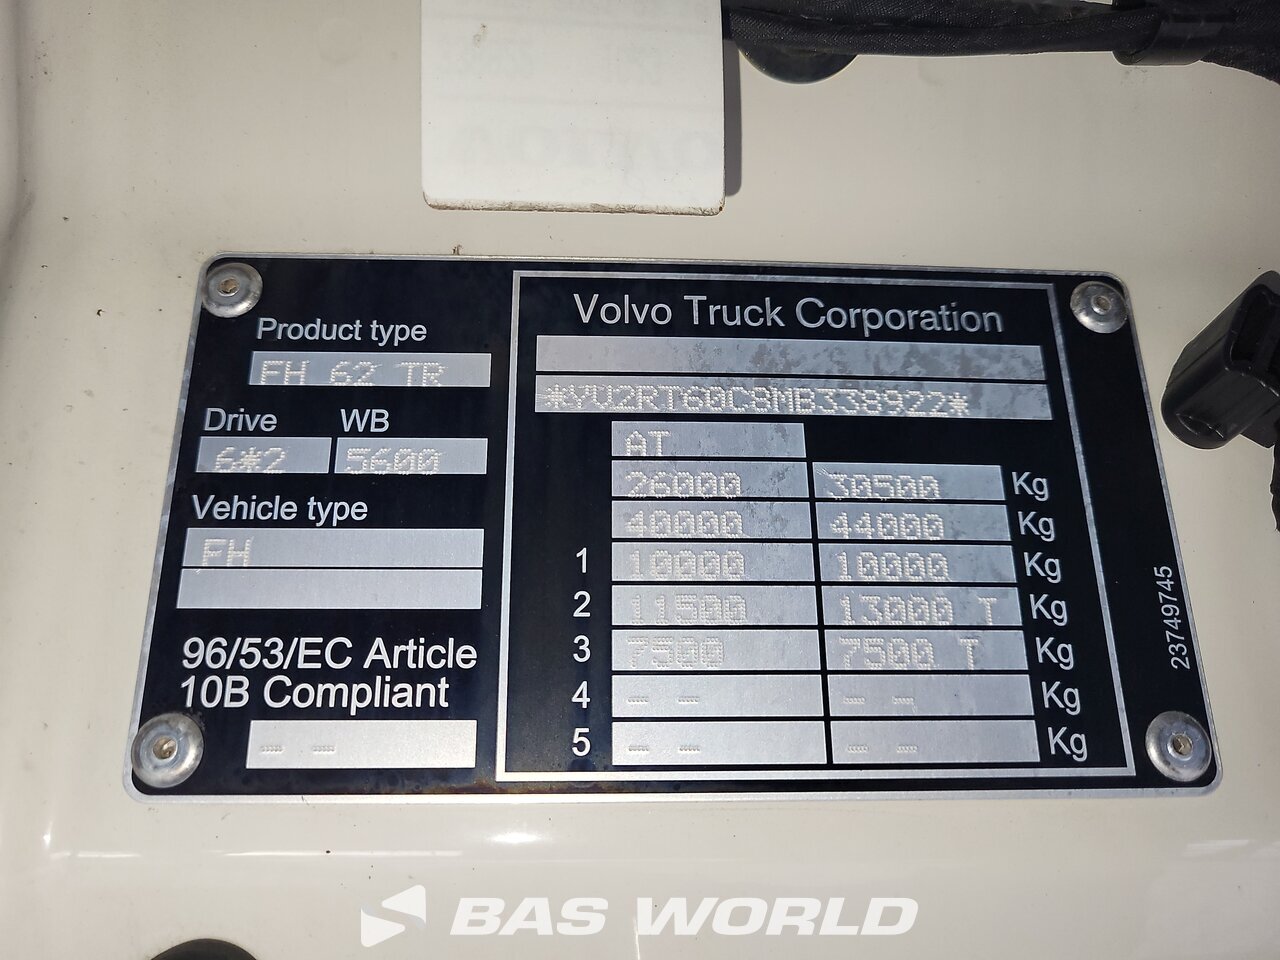 Product type
FH 62 TR
Drive WB
6*2 5600
Vehicle type
FH
96/53/EC Article
10B Compliant
---- ----
Volvo Truck Corporation
*YV2RT60C8MB338922*
AT
26000 30500 Kg
40000 44000 Kg
1 10000 10000 Kg
2 11500 13000 T Kg
3 7500 7500 T Kg
4 ---- ---- ---- ---- Kg
5 ---- ---- ---- ---- Kg
23749745
BAS WORLD